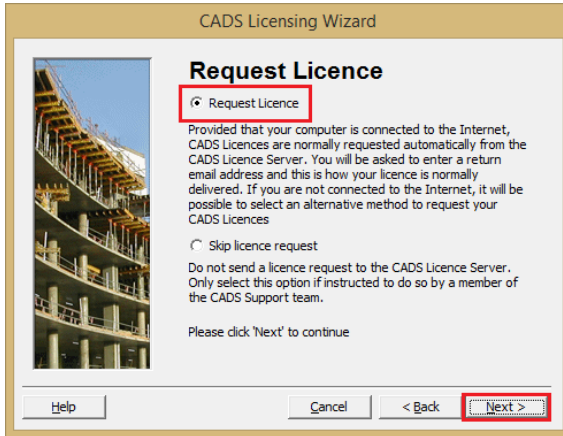 CADS Licensing Wizard
Request Licence
Request Licence
Provided that your computer is connected to the Internet,
CADS Licences are normally requested automatically from the
CADS Licence Server. You will be asked to enter a return
email address and this is how your licence is normally
delivered. If you are not connected to the Internet, it will be
possible to select an alternative method to request your
CADS Licences
Skip licence request
Do not send a licence request to the CADS Licence Server.
Only select this option if instructed to do so by a member of
the CADS Support team.
Please click 'Next' to continue
Help
Cancel
< Back
Next >